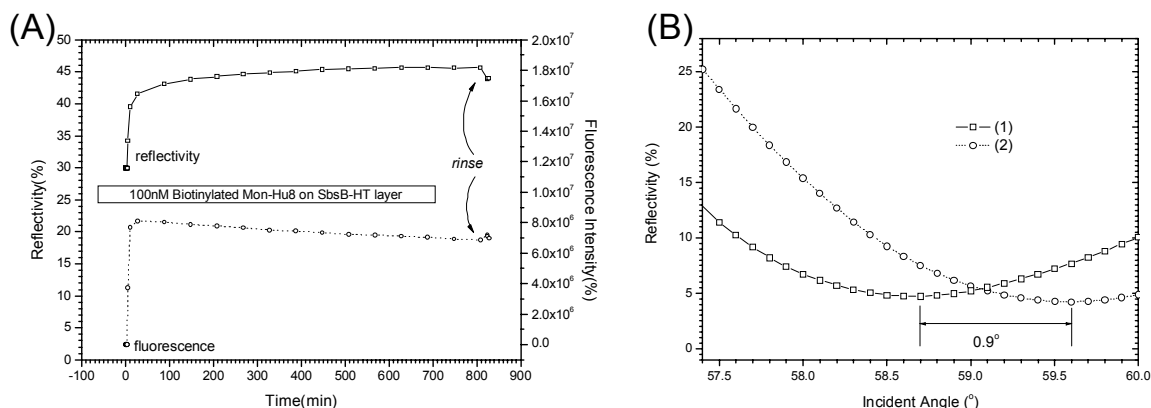 (A)
50
45
40
35
30
25
20
15
10
5
0
Reflectivity(%)
-100 0 100 200 300 400 500 600 700 800 900
Time(min)
2.0x10^7
1.8x10^7
1.6x10^7
1.4x10^7
1.2x10^7
1.0x10^7
8.0x10^6
6.0x10^6
4.0x10^6
2.0x10^6
0.0
Fluorescence Intensity(%)
reflectivity
rinse
100nM Biotinylated Mon-Hu8 on SbsB-HT layer
fluorescence
(B)
25
20
15
10
5
0
Reflectivity (%)
(1)
(2)
0.9°
57.5 58.0 58.5 59.0 59.5 60.0
Incident Angle (°)